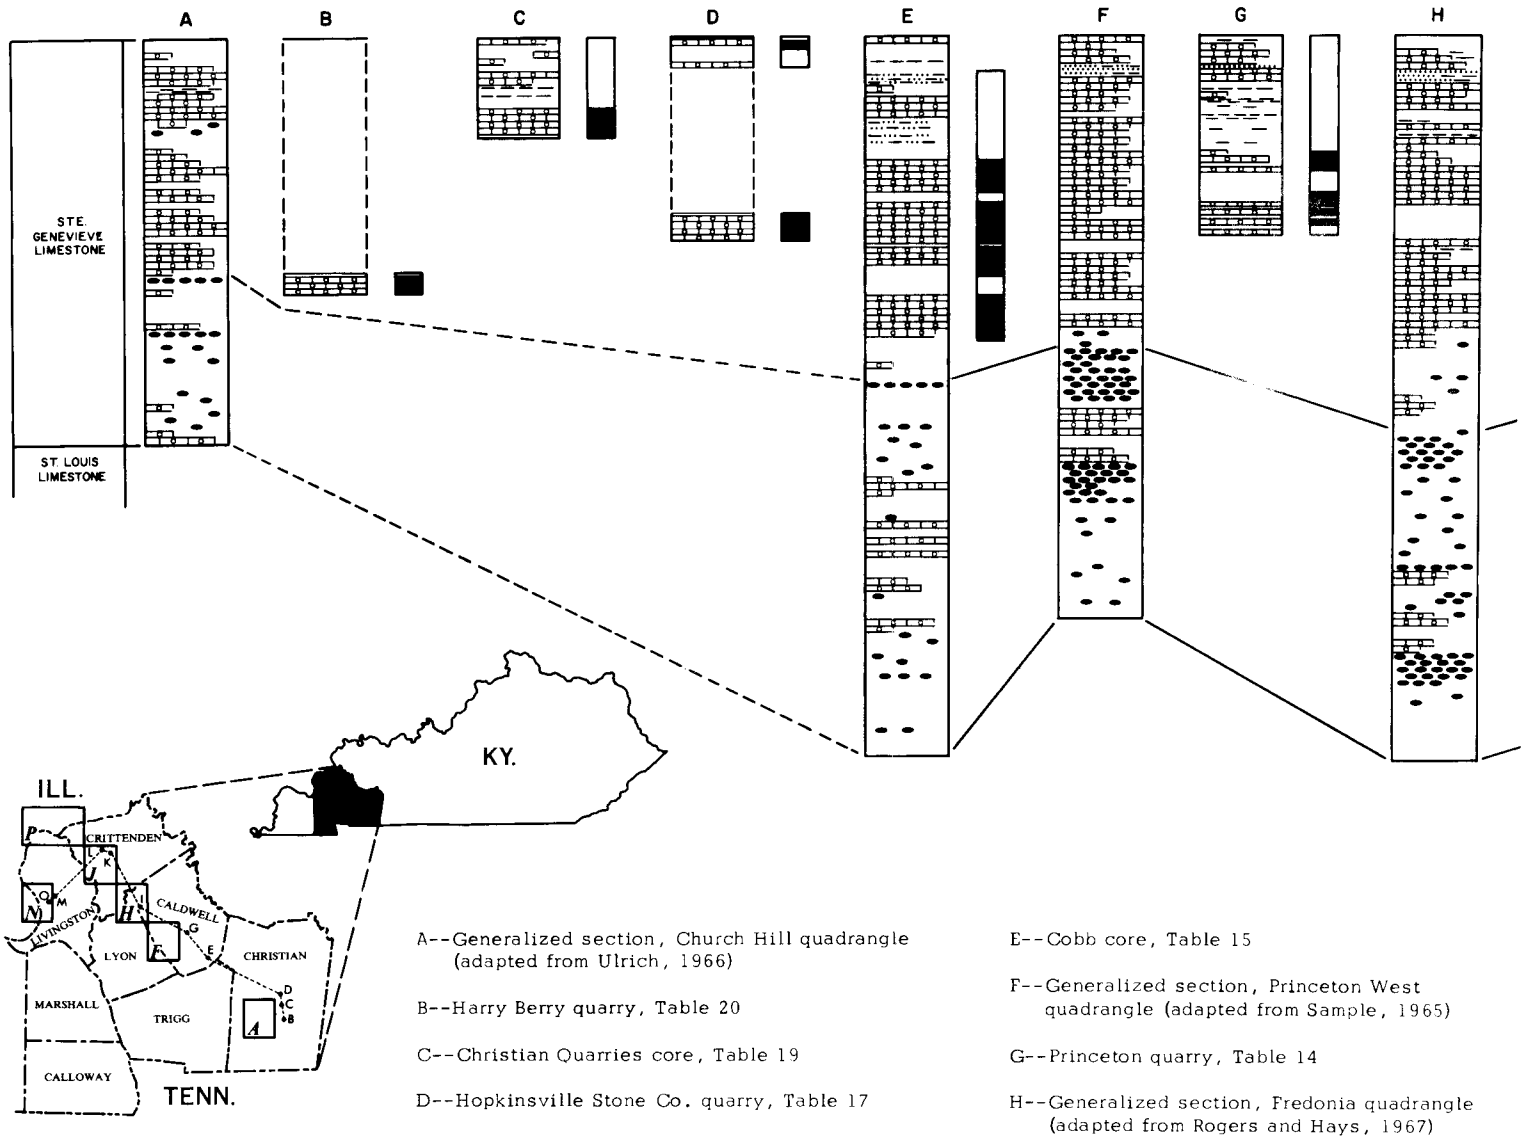 A B C D E F G H
STE.
GENEVIEVE
LIMESTONE
ST. LOUIS
LIMESTONE
KY.
ILL.
P
CRITTENDEN
L
K
J
O
M
N
LIVINGSTON
H
I
CALDWELL
G
F
E
LYON
CHRISTIAN
D
C
B
A
MARSHALL
TRIGG
CALLOWAY
TENN.
A--Generalized section, Church Hill quadrangle
(adapted from Ulrich, 1966)
B--Harry Berry quarry, Table 20
C--Christian Quarries core, Table 19
D--Hopkinsville Stone Co. quarry, Table 17
E--Cobb core, Table 15
F--Generalized section, Princeton West
quadrangle (adapted from Sample, 1965)
G--Princeton quarry, Table 14
H--Generalized section, Fredonia quadrangle
(adapted from Rogers and Hays, 1967)